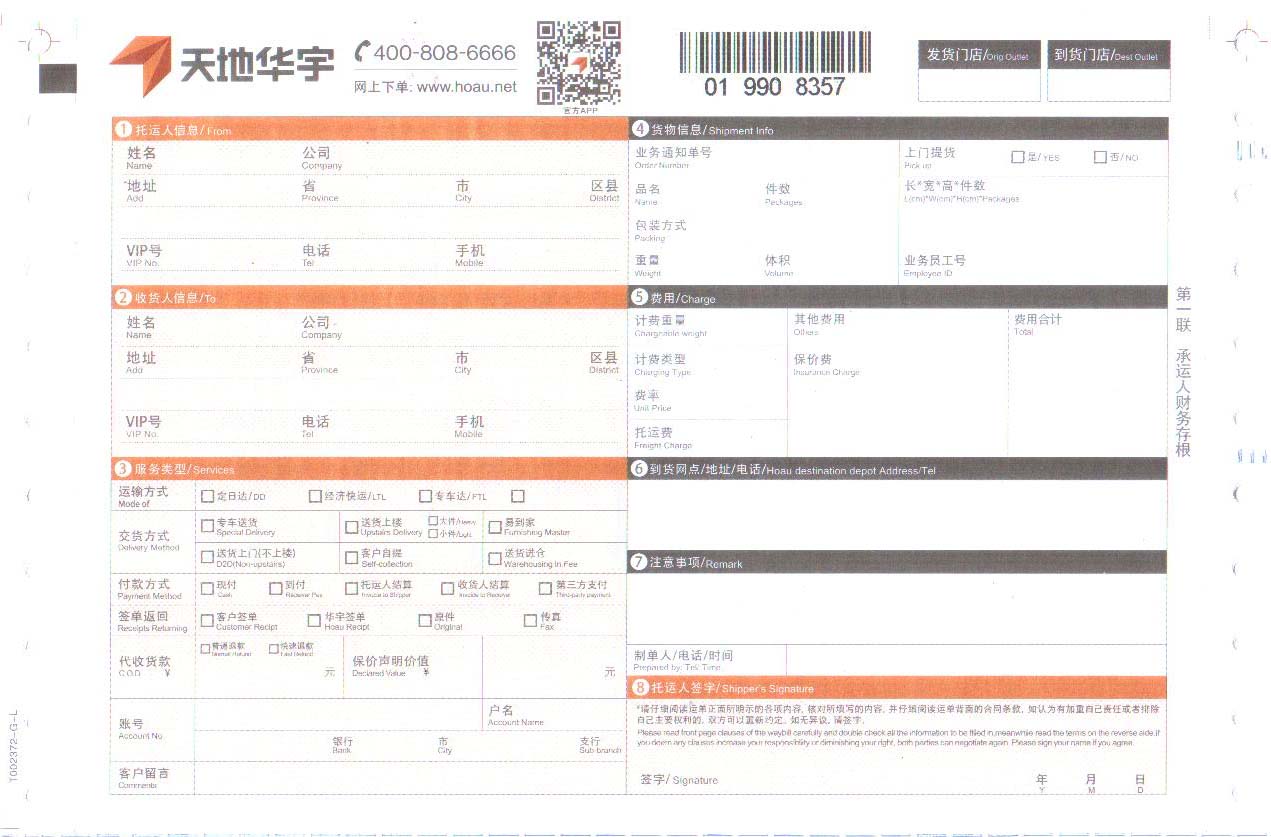 天地华宇
400-808-6666
网上下单: www.hoau.net
官方APP
01 990 8357
发货门店/Orig Outlet
到货门店/Dest Outlet
1 托运人信息/From
姓名 公司
Name Company
地址 省 市 区县
Add Province City District
VIP号 电话 手机
VIP No. Tel Mobile
2 收货人信息/To
姓名 公司
Name Company
地址 省 市 区县
Add Province City District
VIP号 电话 手机
VIP No. Tel Mobile
3 服务类型/Services
运输方式 定日达/DD 经济快运/LTL 专车达/FTL
Mode of
交货方式
Delivery Method
专车送货 送货上楼 大件/Heavy 易到家
Special Delivery Upstairs Delivery 小件/Light Furnishing Master
送货上门(不上楼) 客户自提 送货进仓
D2D(Non-upstairs) Self-collection Warehousing In Fee
付款方式 现付 到付 托运人结算 收货人结算 第三方支付
Payment Method Cash Receiver Pay Invoice to Shipper Invoice to Receiver Third-party payment
签单返回 客户签单 华宇签单 原件 传真
Receipts Returning Customer Recipt Hoau Recipt Original Fax
代收货款 普通退款 快速退款
C.O.D ¥ Normal Refund Fast Refund 元
保价声明价值
Declared Value ¥ 元
账号 户名
Account No. Account Name
银行 市 支行
Bank City Sub-branch
客户留言
Comments
4 货物信息/Shipment Info
业务通知单号 上门提货 是/YES 否/NO
Order Number Pick up
品名 件数 长*宽*高*件数
Name Packages L(cm)*W(cm)*H(cm)*Packages
包装方式
Packing
重量 体积 业务员工号
Weight Volume Employee ID
5 费用/Charge
计费重量 其他费用 费用合计
Chargeable weight Others Total
计费类型 保价费
Charging Type Insurance Charge
费率
Unit Price
托运费
Freight Charge
6 到货网点/地址/电话/Hoau destination depot Address/Tel
7 注意事项/Remark
制单人/电话/时间
Prepared by: Tel: Time
8 托运人签字/Shipper's Signature
*请仔细阅读运单正面所明示的各项内容, 核对所填写的内容, 并仔细阅读运单背面的合同条款, 如认为有加重自己责任或者排除
自己主要权利的, 双方可以重新约定, 如无异议, 请签字.
Please read front page clauses of the waybill carefully and double check all the information to be filled in,meanwhile read the terms on the reverse side.If
you deem any clauses increase your responsibility or diminishing your right, both parties can negotiate again. Please sign your name if you agree.
签字/ Signature 年 月 日
Y M D
第一联 承运人财务存根
T002372-G-L